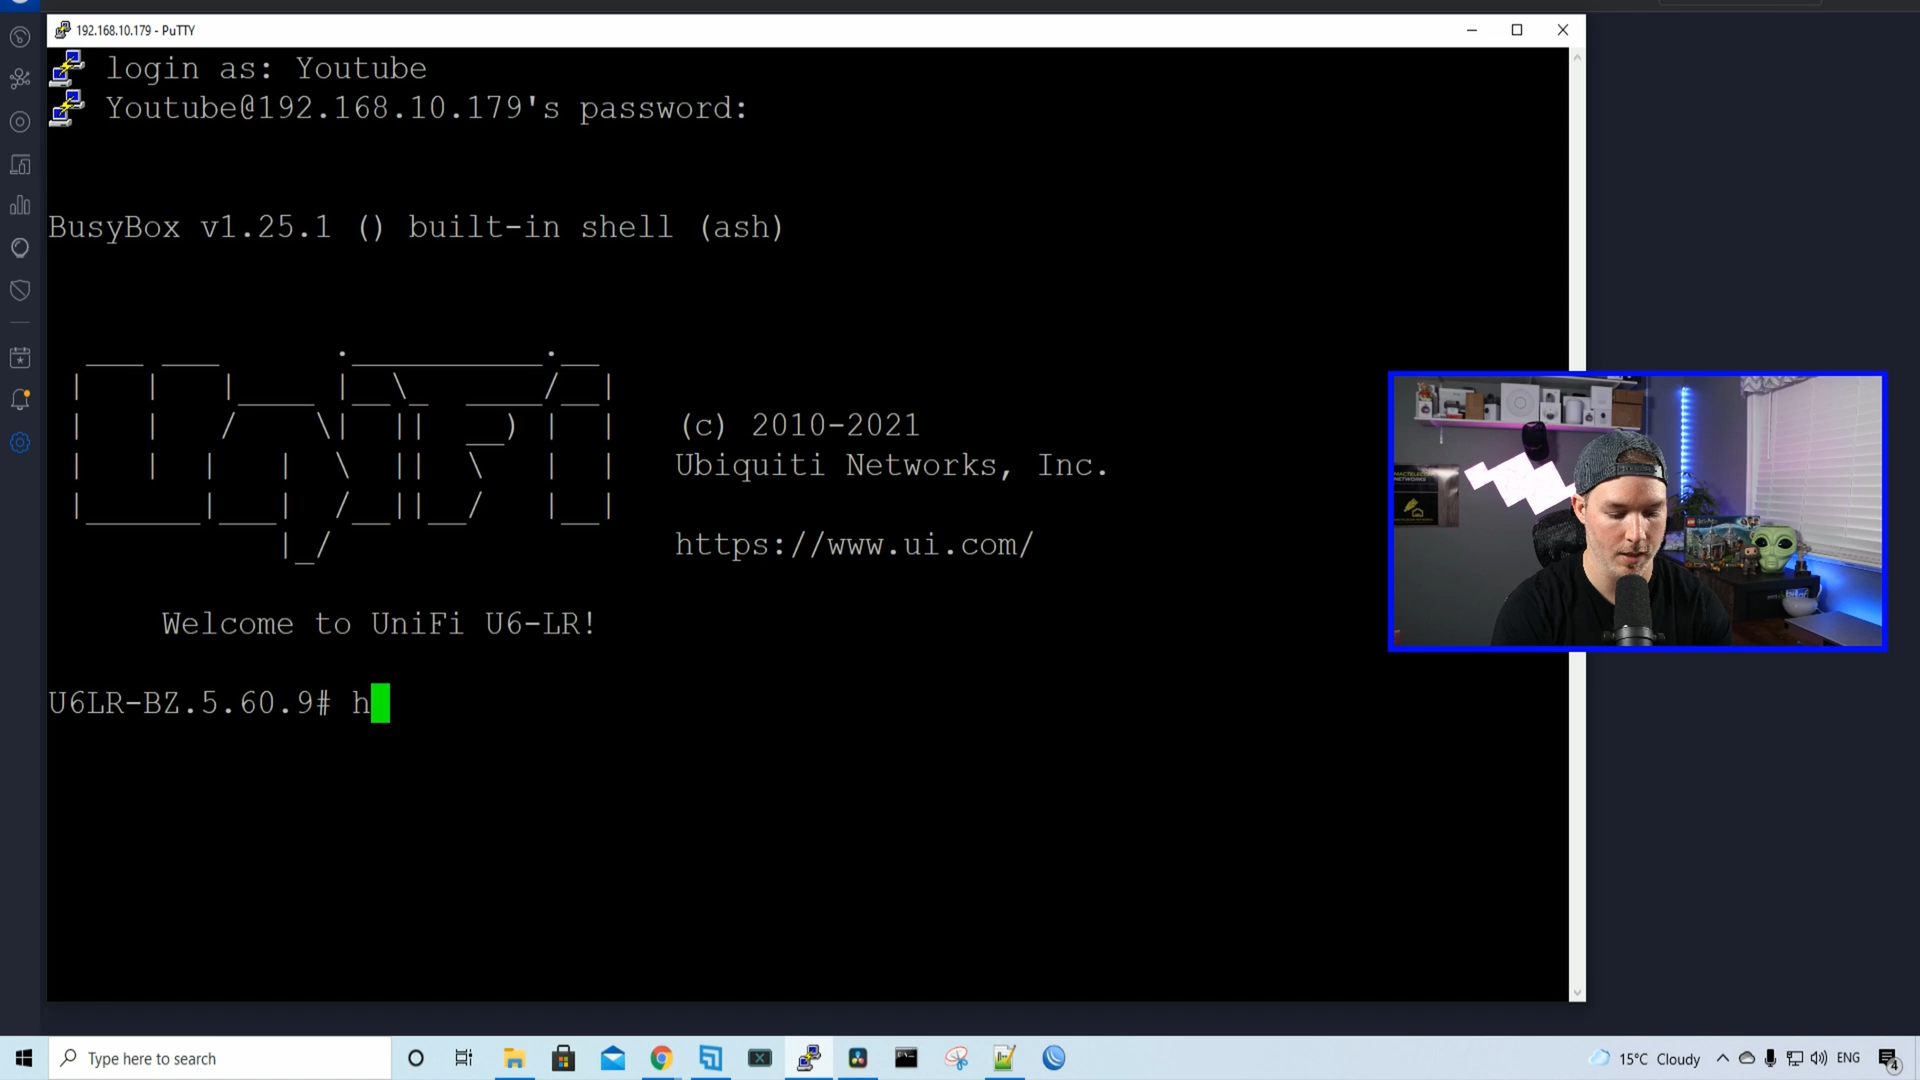 192.168.10.179 - PuTTY
login as: Youtube
Youtube@192.168.10.179's password:
BusyBox v1.25.1 () built-in shell (ash)
(c) 2010-2021
Ubiquiti Networks, Inc.
https://www.ui.com/
Welcome to UniFi U6-LR!
U6LR-BZ.5.60.9# h
Type here to search
15°C Cloudy
ENG
4